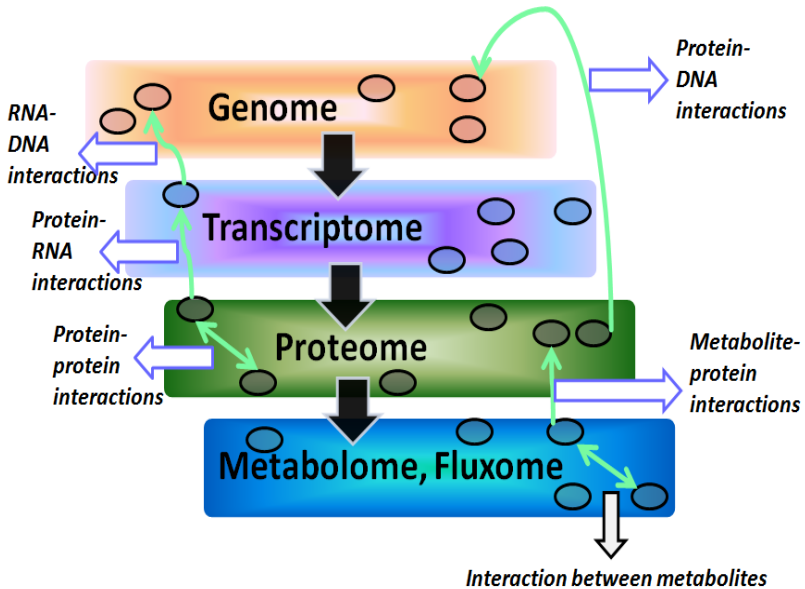 Protein-
DNA
interactions
Genome
RNA-
DNA
interactions
Transcriptome
Protein-
RNA
interactions
Proteome
Protein-
protein
interactions
Metabolite-
protein
interactions
Metabolome, Fluxome
Interaction between metabolites